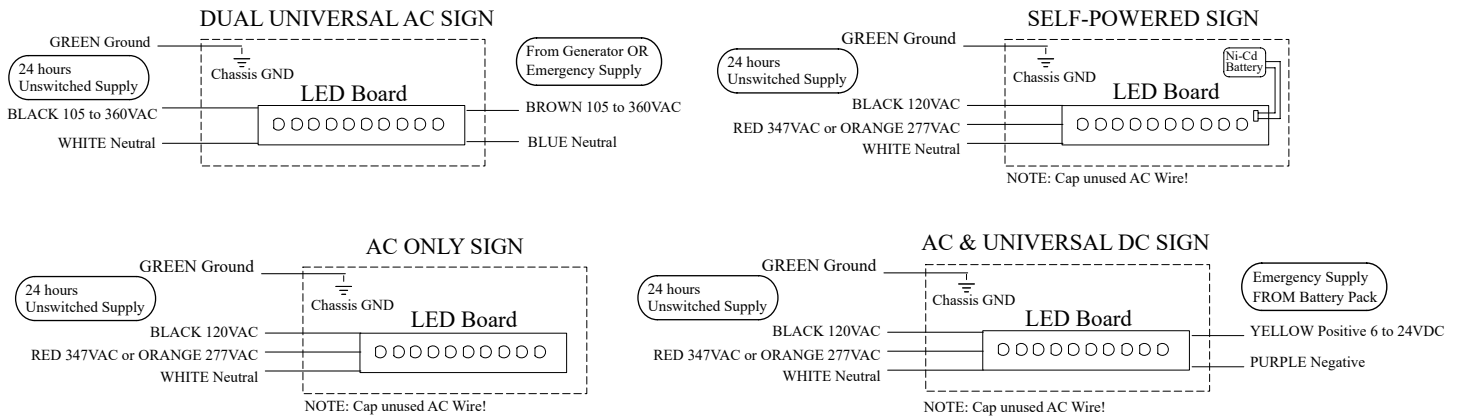 DUAL UNIVERSAL AC SIGN
GREEN Ground
24 hours
Unswitched Supply
Chassis GND
From Generator OR
Emergency Supply
LED Board
BLACK 105 to 360VAC
BROWN 105 to 360VAC
WHITE Neutral
BLUE Neutral
SELF-POWERED SIGN
GREEN Ground
24 hours
Unswitched Supply
Chassis GND
Ni-Cd
Battery
LED Board
BLACK 120VAC
RED 347VAC or ORANGE 277VAC
WHITE Neutral
NOTE: Cap unused AC Wire!
AC ONLY SIGN
GREEN Ground
24 hours
Unswitched Supply
Chassis GND
LED Board
BLACK 120VAC
RED 347VAC or ORANGE 277VAC
WHITE Neutral
NOTE: Cap unused AC Wire!
AC & UNIVERSAL DC SIGN
GREEN Ground
24 hours
Unswitched Supply
Chassis GND
Emergency Supply
FROM Battery Pack
LED Board
BLACK 120VAC
YELLOW Positive 6 to 24VDC
RED 347VAC or ORANGE 277VAC
PURPLE Negative
WHITE Neutral
NOTE: Cap unused AC Wire!